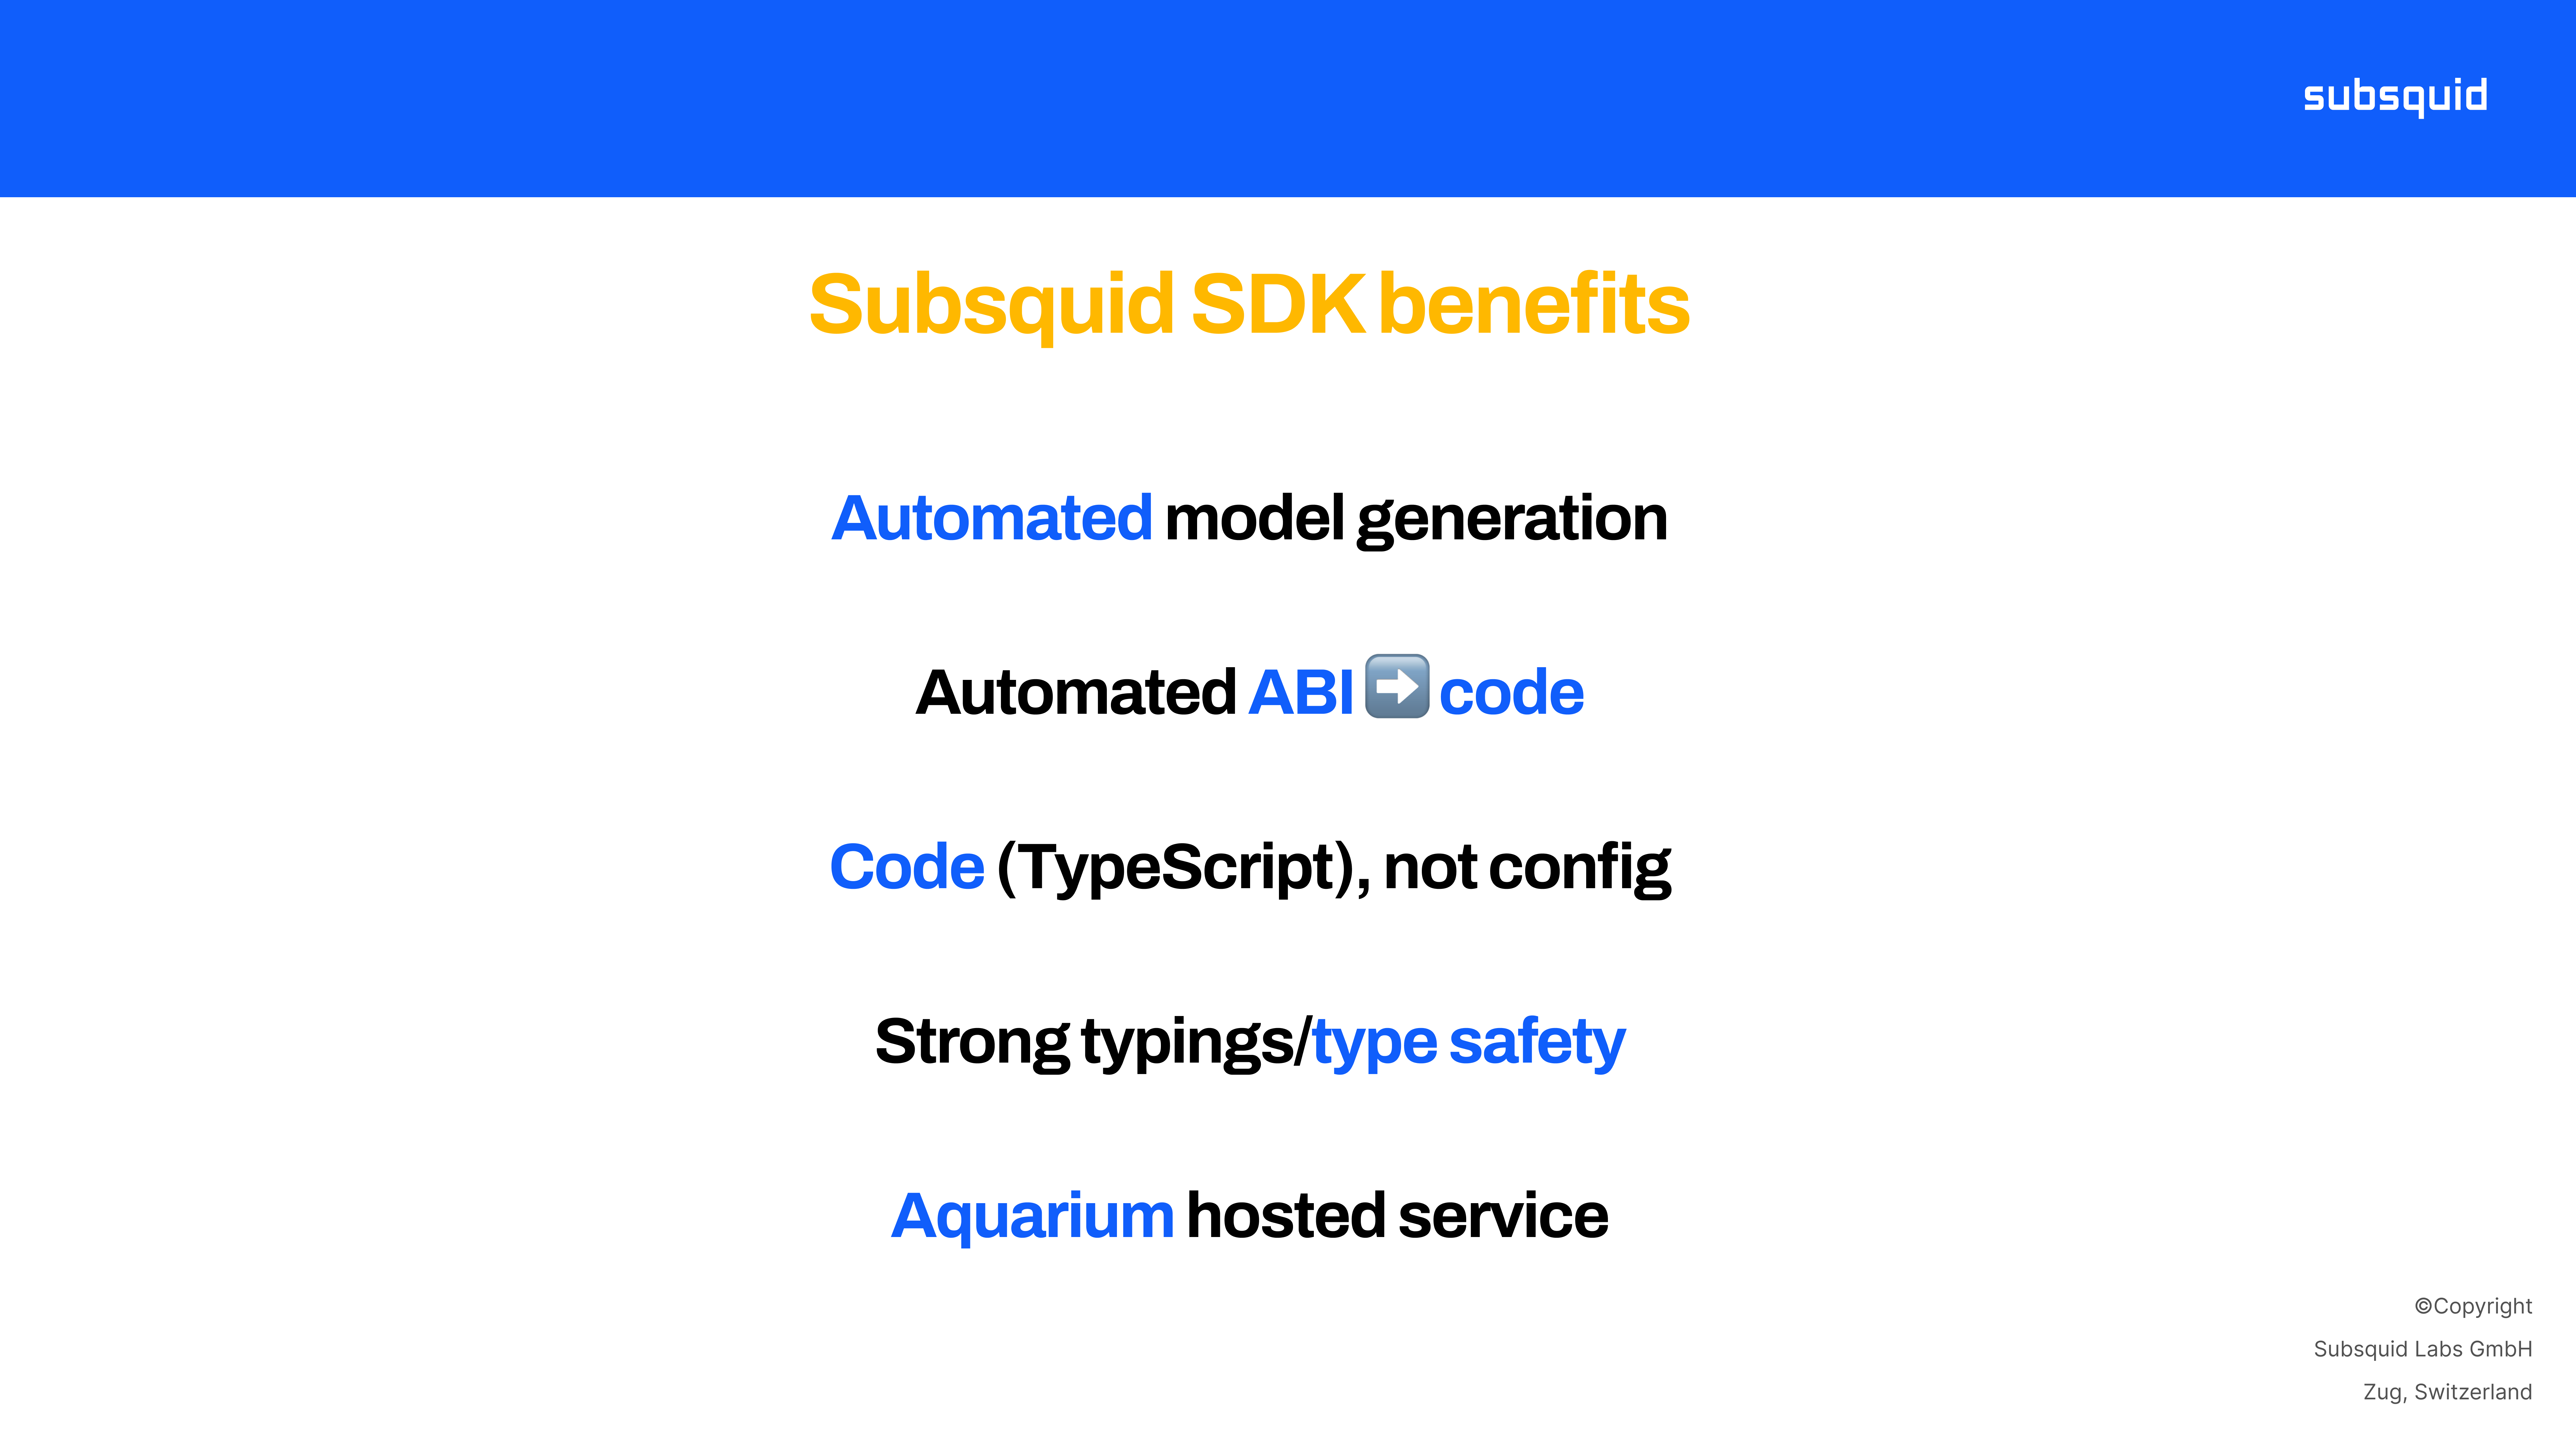 subsquid
Subsquid SDK benefits
Automated model generation
Automated ABI ➡️ code
Code (TypeScript), not config
Strong typings/type safety
Aquarium hosted service
©Copyright
Subsquid Labs GmbH
Zug, Switzerland